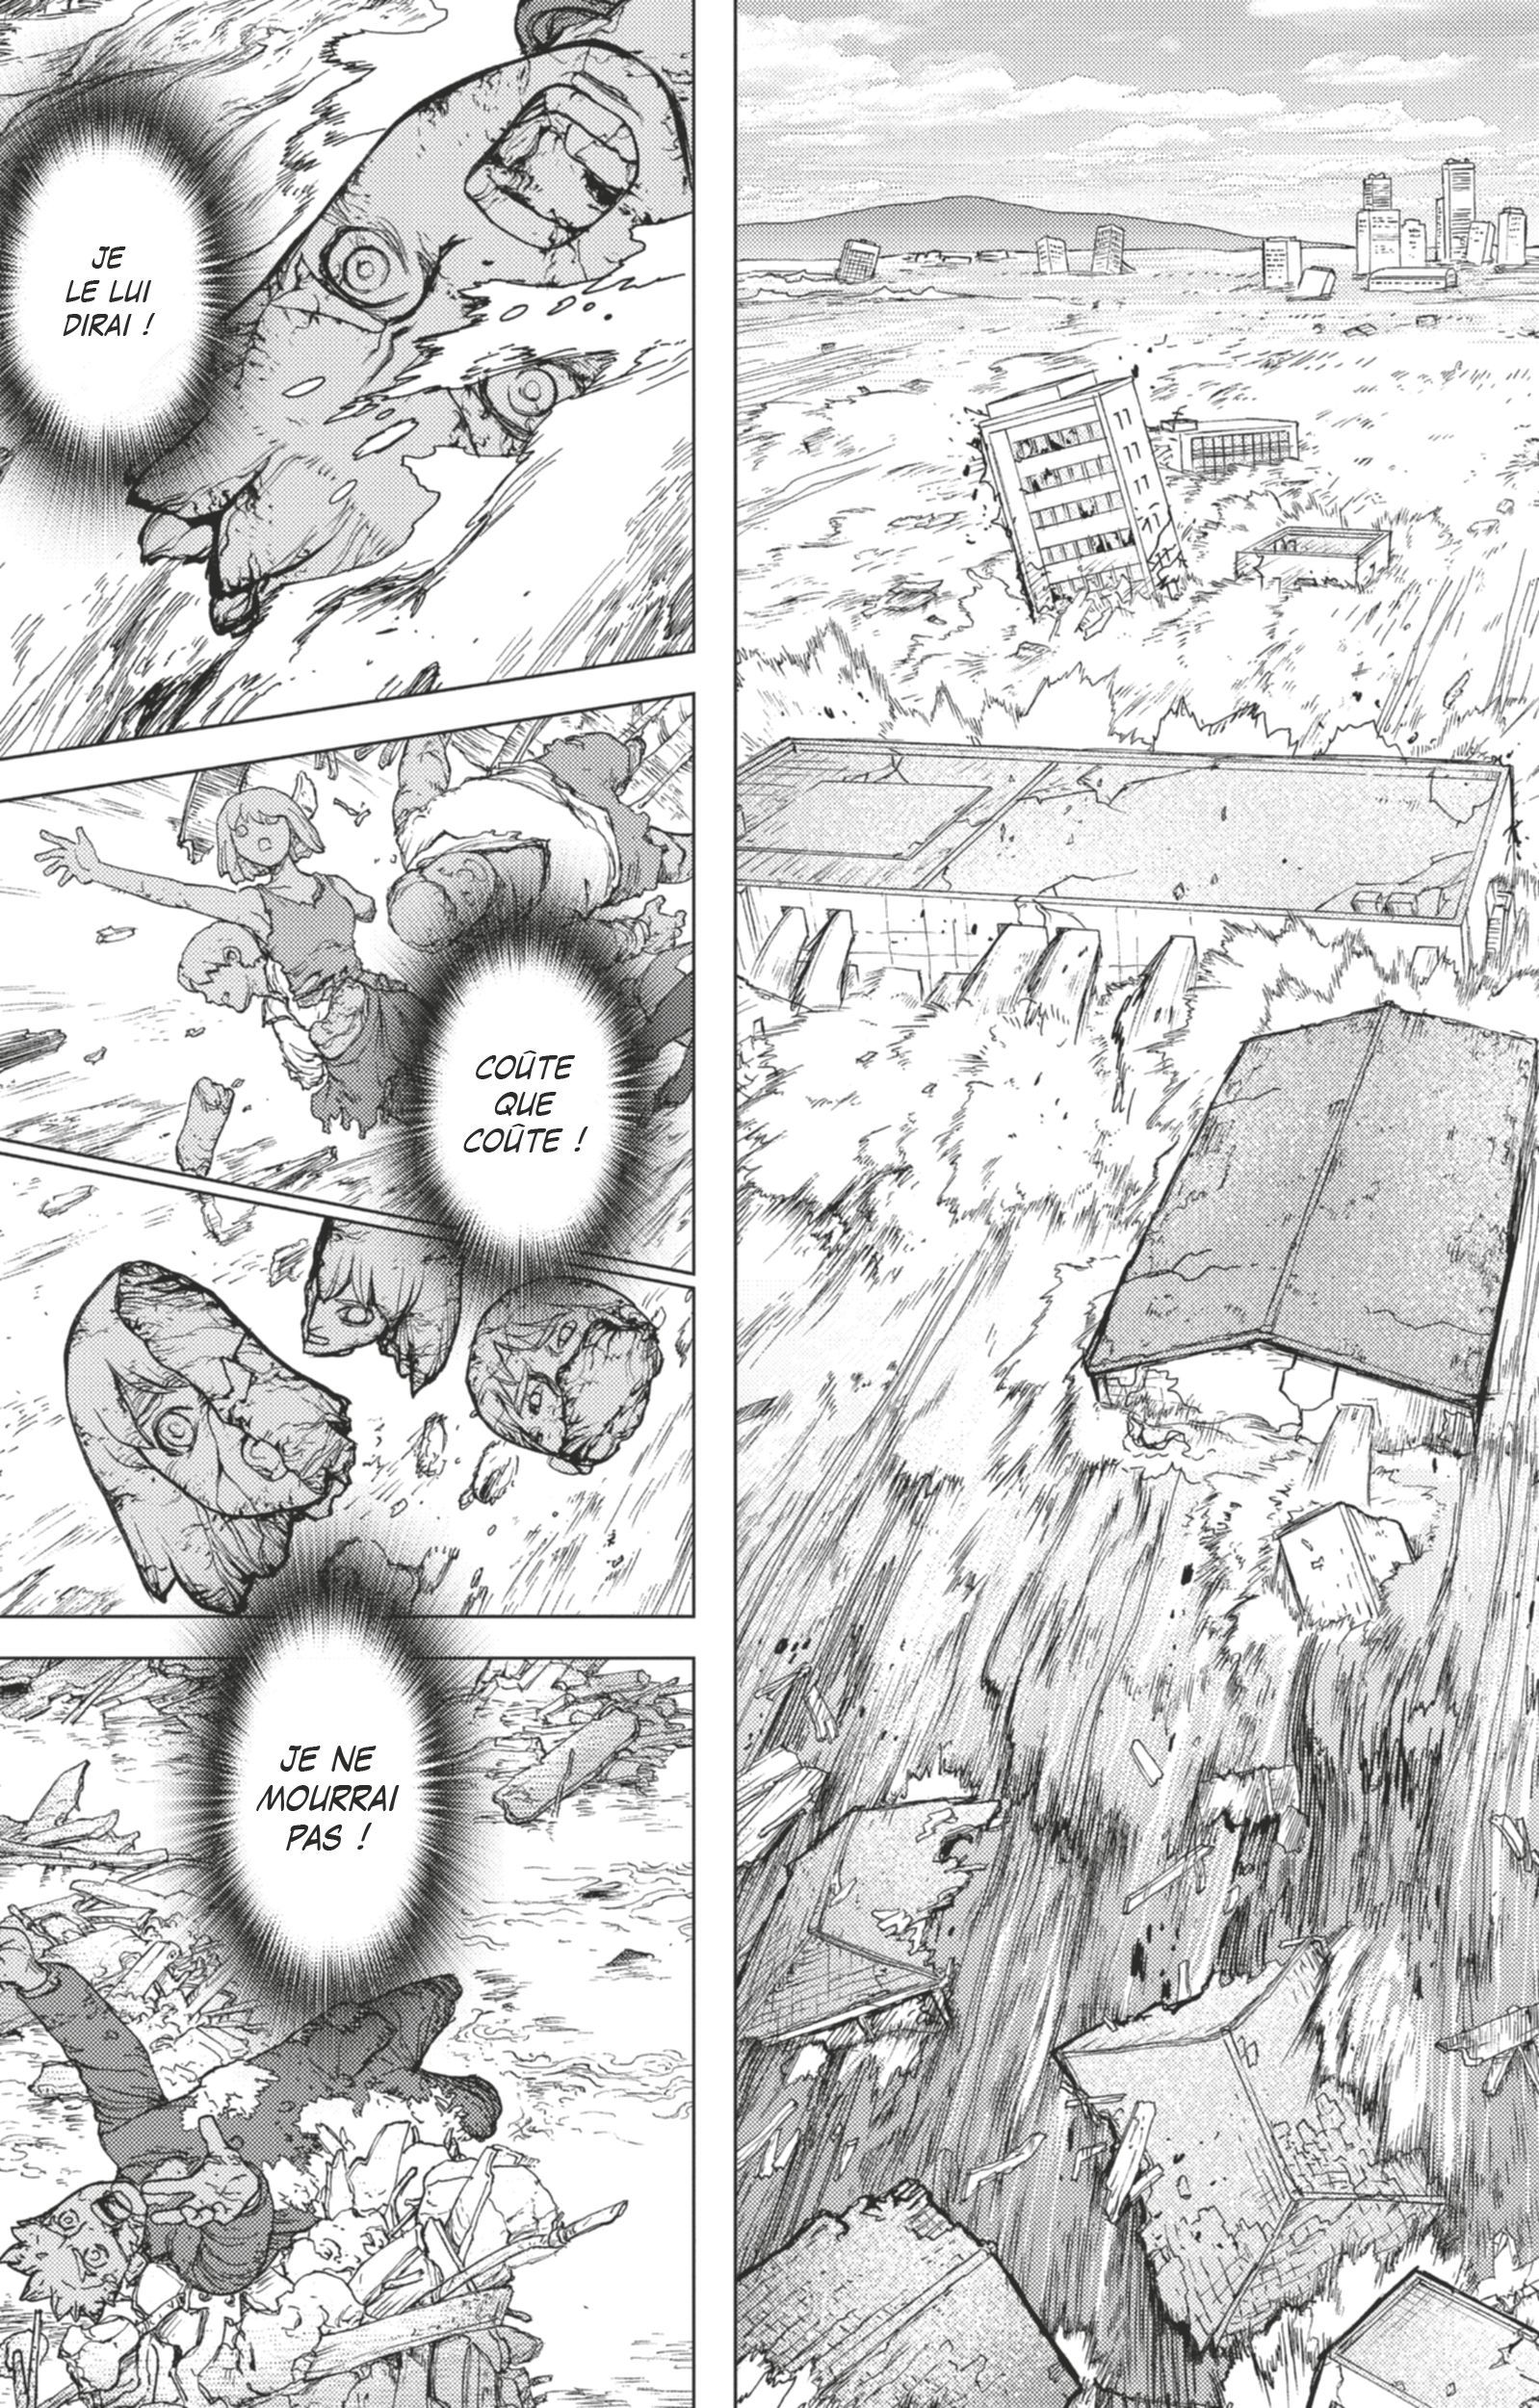 JE
LE LUI
DIRAI !
COÛTE
QUE
COÛTE !
JE NE
MOURRAI
PAS !